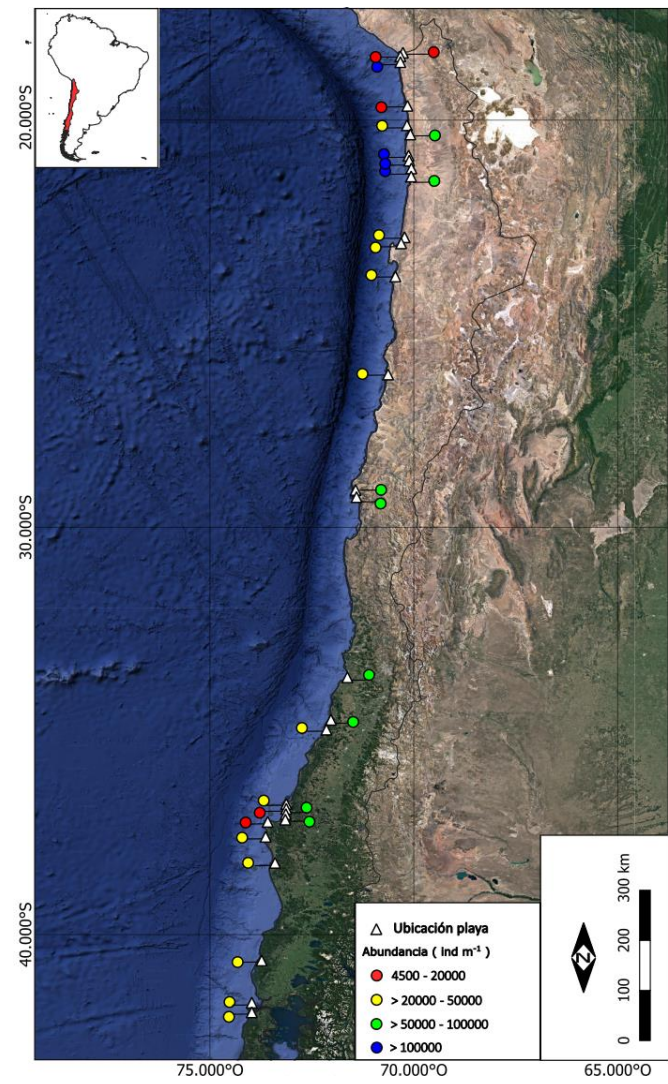 20.000°S
30.000°S
40.000°S
75.000°O
70.000°O
65.000°O
Ubicación playa
Abundancia ( ind m⁻¹ )
4500 - 20000
> 20000 - 50000
> 50000 - 100000
> 100000
N
0 100 200 300 km